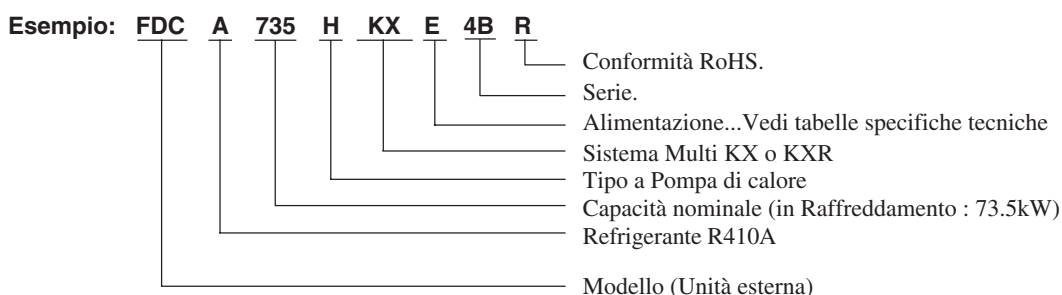 Esempio: FDC A 735 H KX E 4B R
Conformità RoHS.
Serie.
Alimentazione...Vedi tabelle specifiche tecniche
Sistema Multi KX o KXR
Tipo a Pompa di calore
Capacità nominale (in Raffreddamento : 73.5kW)
Refrigerante R410A
Modello (Unità esterna)